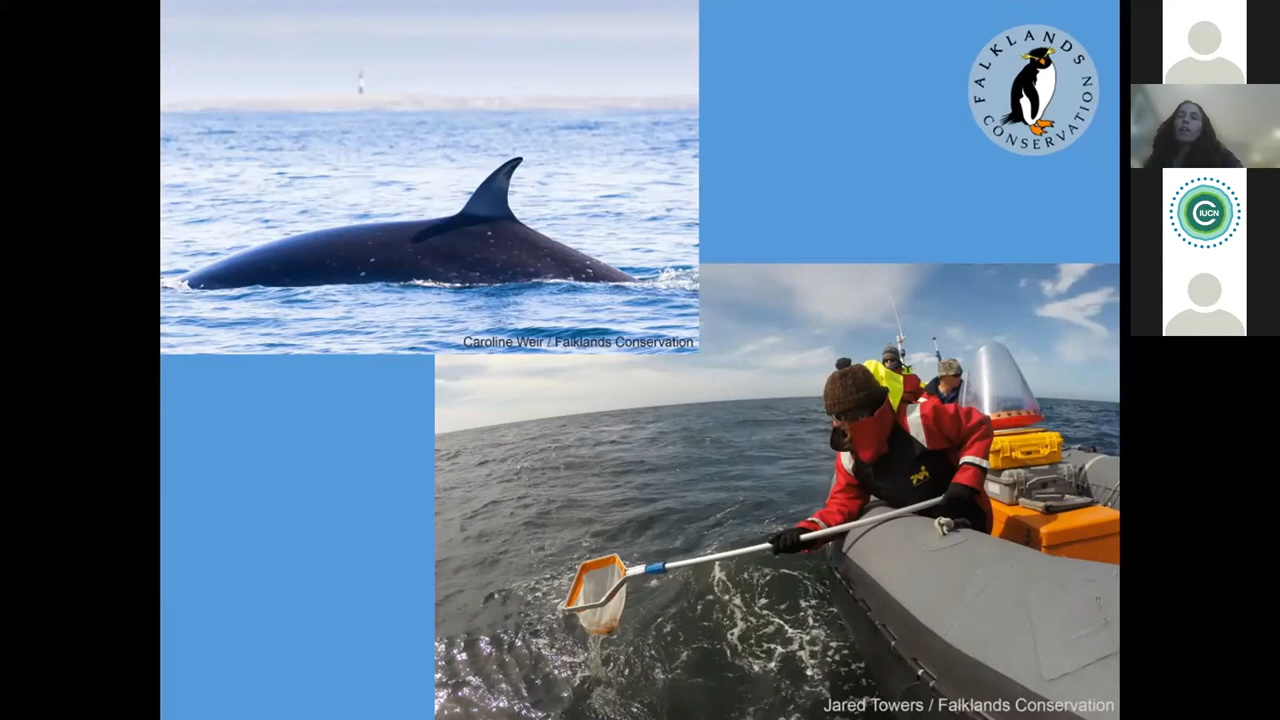 FALKLANDS
CONSERVATION
IUCN
Caroline Weir / Falklands Conservation
Jared Towers / Falklands Conservation